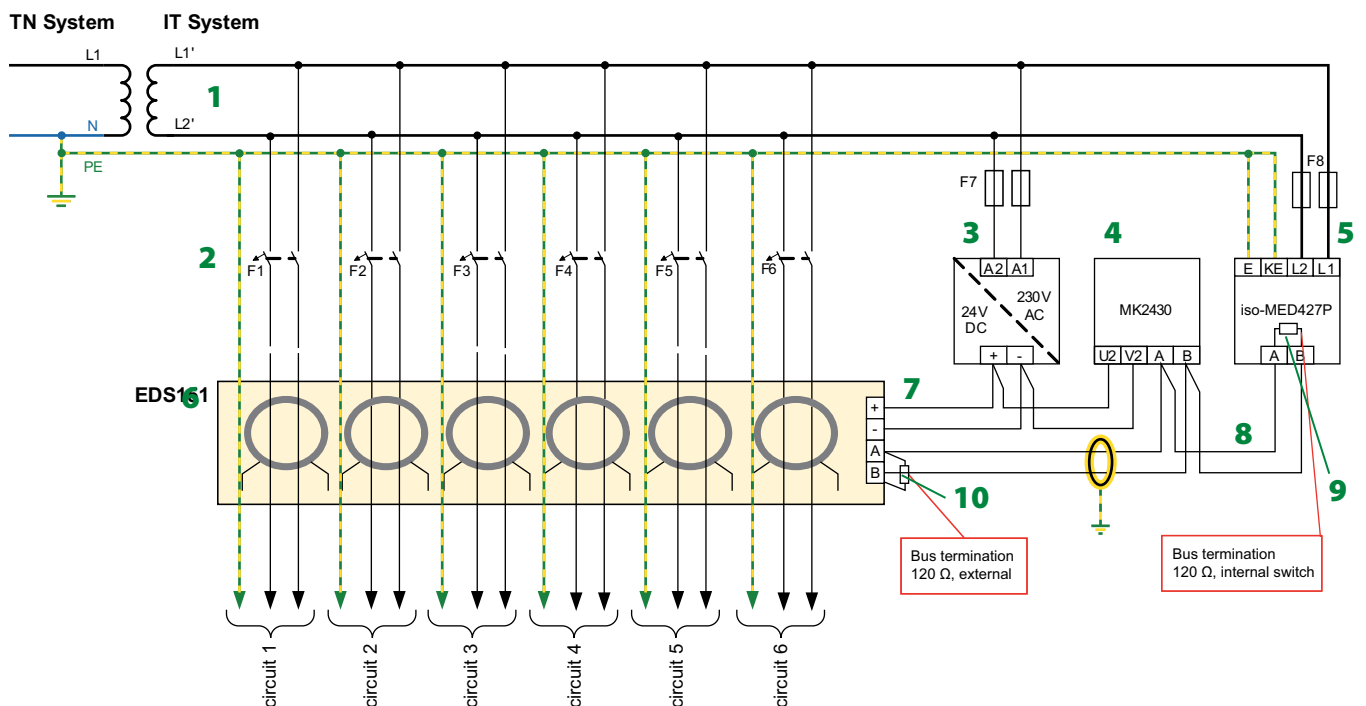 TN System
IT System
L1
L1'
1
N
L2'
PE
F7
F8
2
3
4
5
F1
F2
F3
F4
F5
F6
A2 A1
24V
DC
230V
AC
+ -
MK2430
U2 V2 A B
E KE L2 L1
iso-MED427P
A B
EDS151
6
7
+
-
A
B
8
9
10
Bus termination
120 Ω, external
Bus termination
120 Ω, internal switch
circuit 1
circuit 2
circuit 3
circuit 4
circuit 5
circuit 6